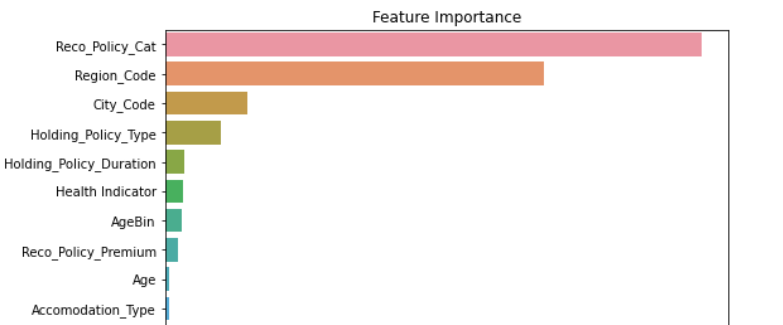 Feature Importance
Reco_Policy_Cat
Region_Code
City_Code
Holding_Policy_Type
Holding_Policy_Duration
Health Indicator
AgeBin
Reco_Policy_Premium
Age
Accomodation_Type